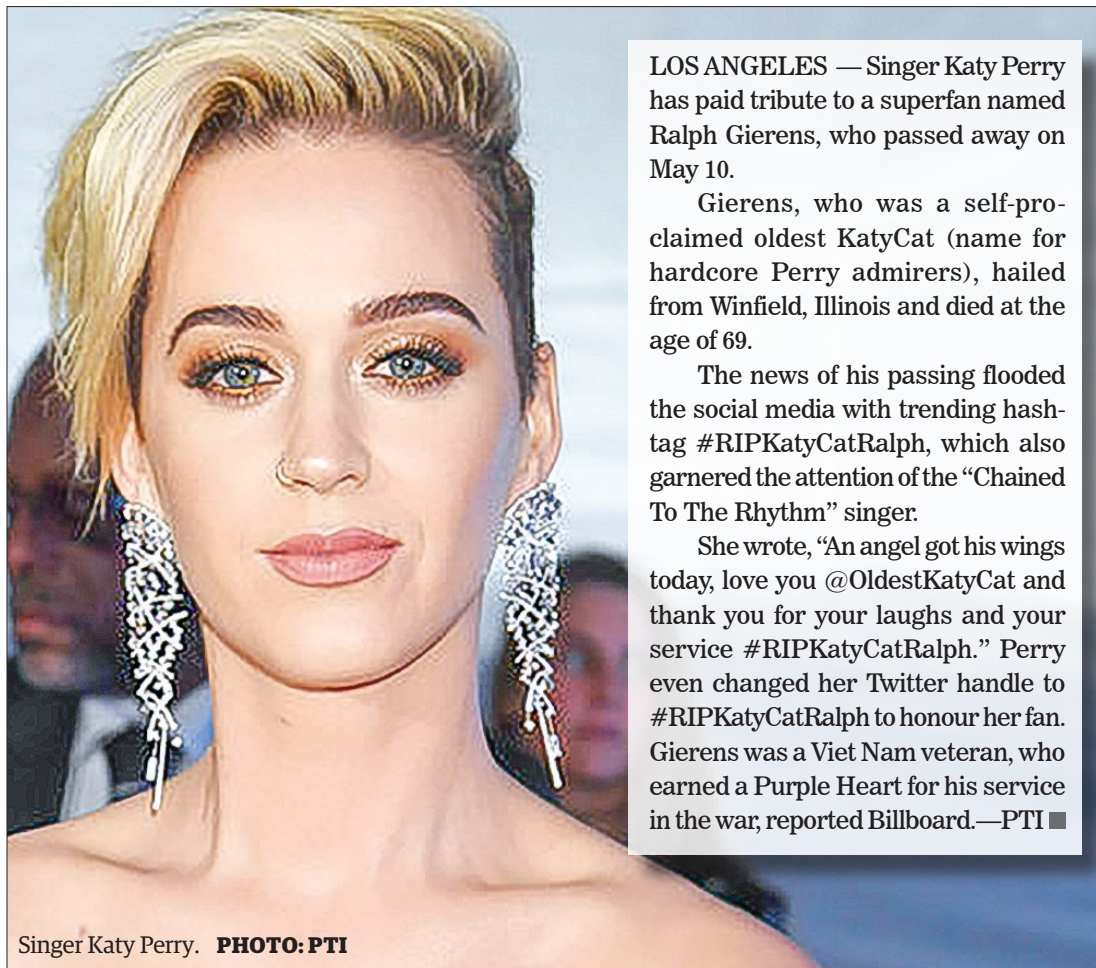 LOS ANGELES — Singer Katy Perry
has paid tribute to a superfan named
Ralph Gierens, who passed away on
May 10.
Gierens, who was a self-pro-
claimed oldest KatyCat (name for
hardcore Perry admirers), hailed
from Winfield, Illinois and died at the
age of 69.
The news of his passing flooded
the social media with trending hash-
tag #RIPKatyCatRalph, which also
garnered the attention of the “Chained
To The Rhythm” singer.
She wrote, “An angel got his wings
today, love you @OldestKatyCat and
thank you for your laughs and your
service #RIPKatyCatRalph.” Perry
even changed her Twitter handle to
#RIPKatyCatRalph to honour her fan.
Gierens was a Viet Nam veteran, who
earned a Purple Heart for his service
in the war, reported Billboard.—PTI ■
Singer Katy Perry. PHOTO: PTI